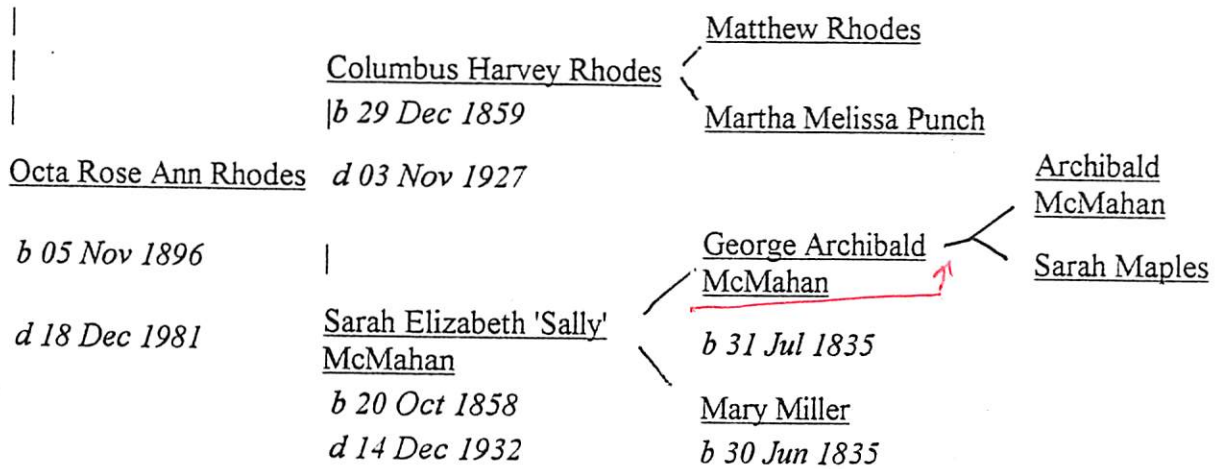 Matthew Rhodes
Columbus Harvey Rhodes
b 29 Dec 1859
Martha Melissa Punch
Octa Rose Ann Rhodes
d 03 Nov 1927
Archibald
McMahan
b 05 Nov 1896
George Archibald
McMahan
Sarah Maples
d 18 Dec 1981
Sarah Elizabeth 'Sally'
McMahan
b 31 Jul 1835
b 20 Oct 1858
d 14 Dec 1932
Mary Miller
b 30 Jun 1835